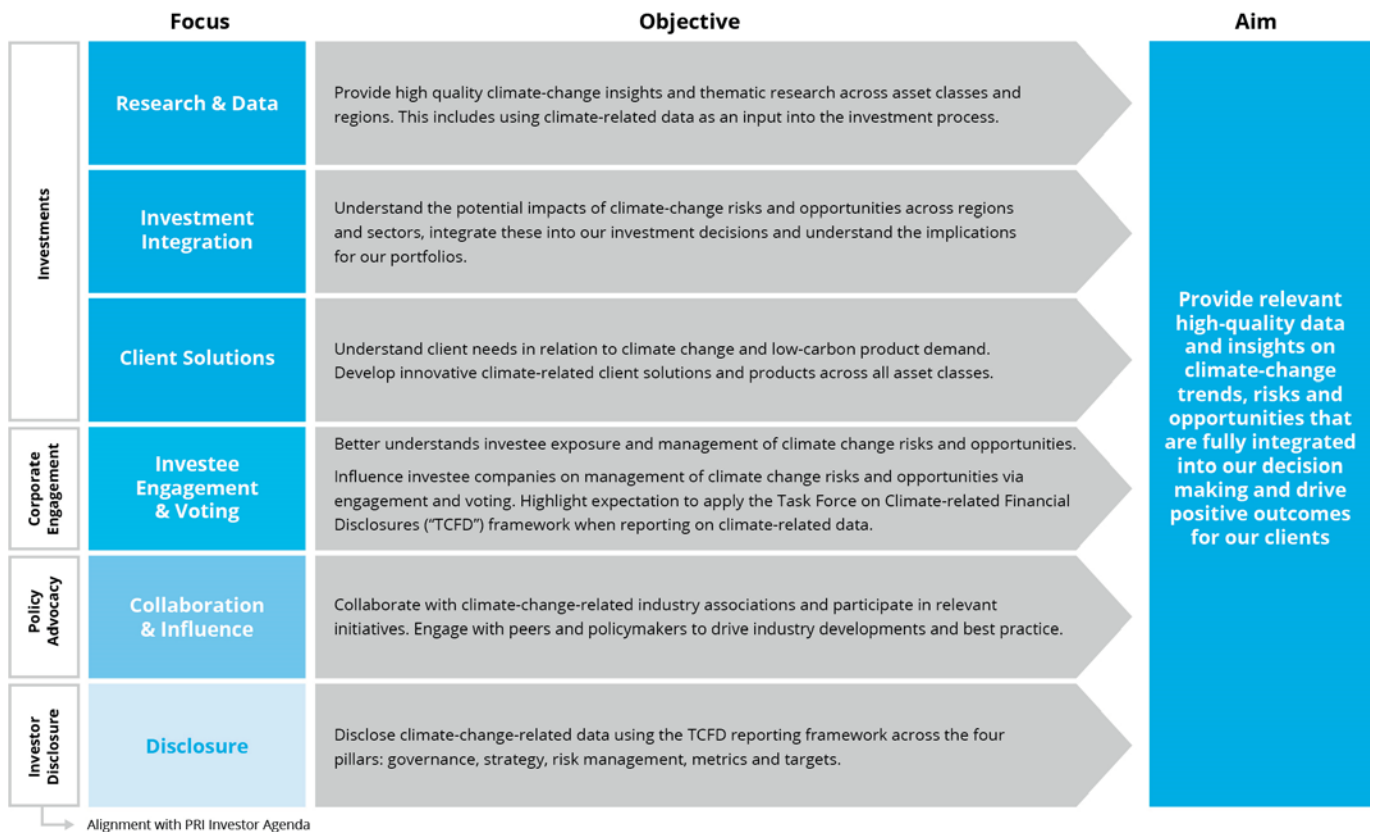 Focus
Objective
Aim
Investments
Research & Data
Provide high quality climate-change insights and thematic research across asset classes and
regions. This includes using climate-related data as an input into the investment process.
Investment
Integration
Understand the potential impacts of climate-change risks and opportunities across regions
and sectors, integrate these into our investment decisions and understand the implications
for our portfolios.
Client Solutions
Understand client needs in relation to climate change and low-carbon product demand.
Develop innovative climate-related client solutions and products across all asset classes.
Corporate
Engagement
Investee
Engagement
& Voting
Better understands investee exposure and management of climate change risks and opportunities.
Influence investee companies on management of climate change risks and opportunities via
engagement and voting. Highlight expectation to apply the Task Force on Climate-related Financial
Disclosures (“TCFD”) framework when reporting on climate-related data.
Policy
Advocacy
Collaboration
& Influence
Collaborate with climate-change-related industry associations and participate in relevant
initiatives. Engage with peers and policymakers to drive industry developments and best practice.
Investor
Disclosure
Disclosure
Disclose climate-change-related data using the TCFD reporting framework across the four
pillars: governance, strategy, risk management, metrics and targets.
Provide relevant
high-quality data
and insights on
climate-change
trends, risks and
opportunities that
are fully integrated
into our decision
making and drive
positive outcomes
for our clients
Alignment with PRI Investor Agenda